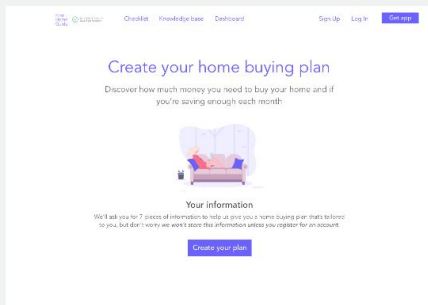 Checklist Knowledge base Dashboard Sign Up Log In Get app
Create your home buying plan
Discover how much money you need to buy your home and if
you're saving enough each month
Your information
We'll ask you for 7 pieces of information to help us give you a home buying plan that's tailored
to you, but don't worry we won't store this information unless you register for an account
Create your plan